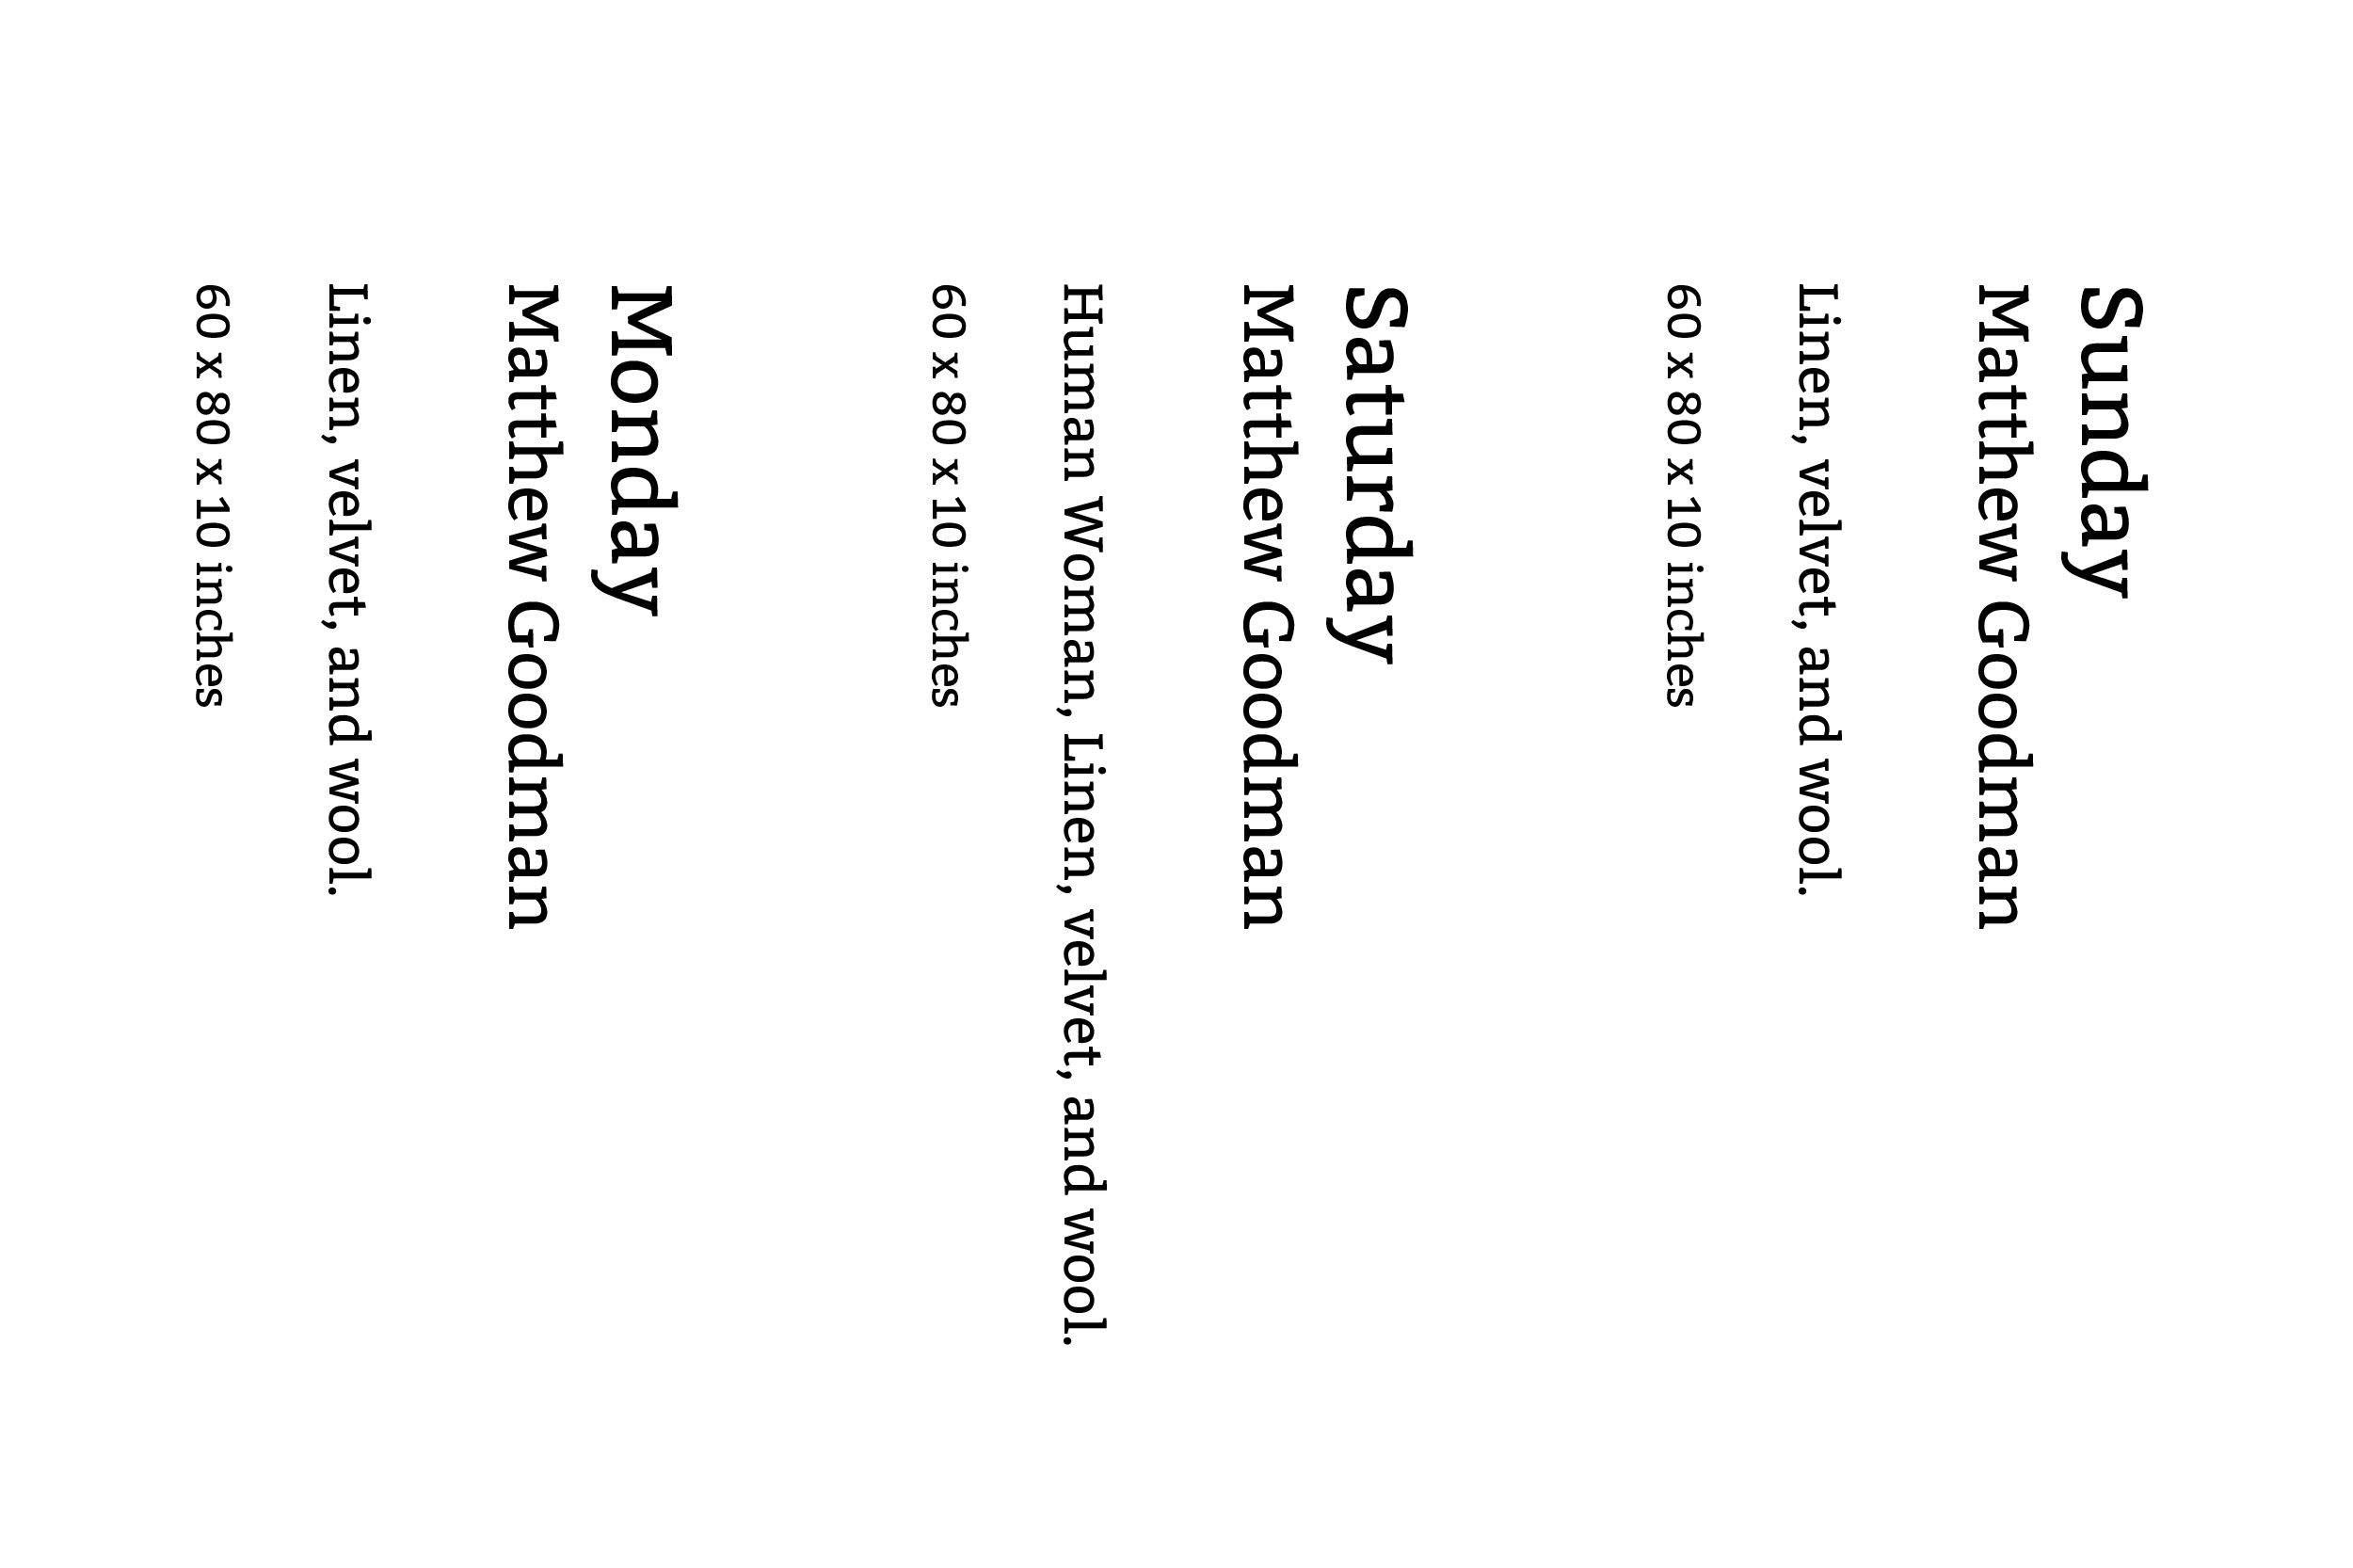 Sunday
Matthew Goodman
Linen, velvet, and wool.
60 x 80 x 10 inches
Saturday
Matthew Goodman
Human Woman, Linen, velvet, and wool.
60 x 80 x 10 inches
Monday
Matthew Goodman
Linen, velvet, and wool.
60 x 80 x 10 inches